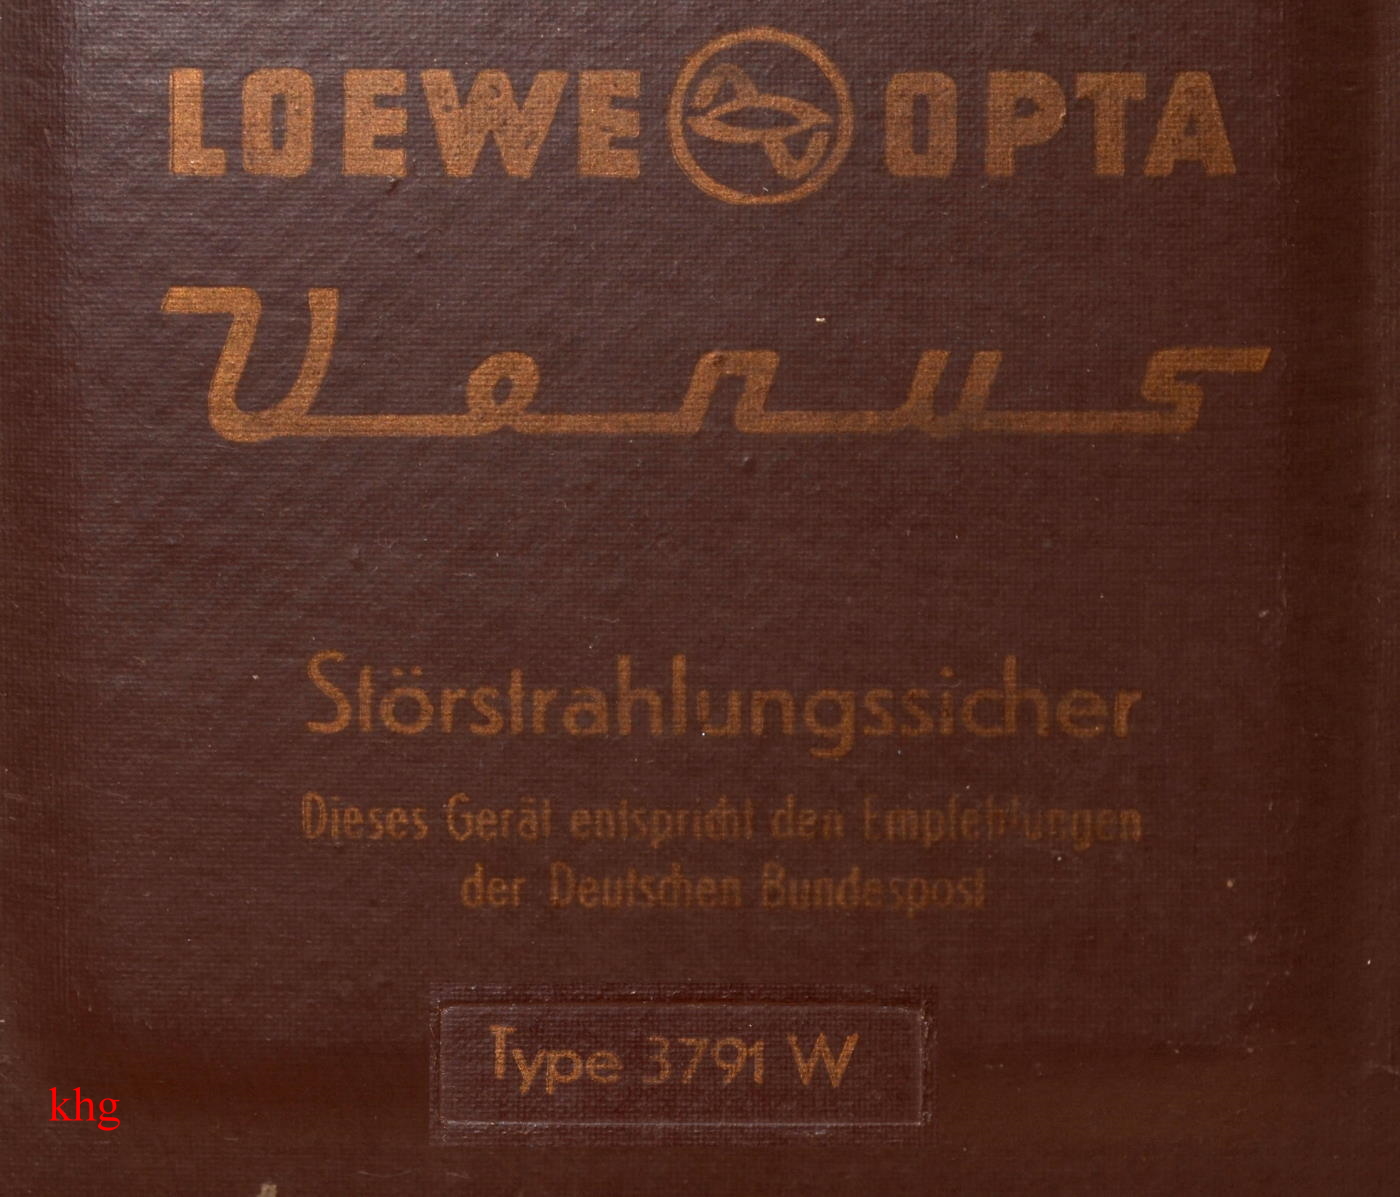 LOEWE OPTA
Venus
Störstrahlungssicher
Dieses Gerät entspricht den Empfehlungen
der Deutschen Bundespost
Type 3791 W
khg